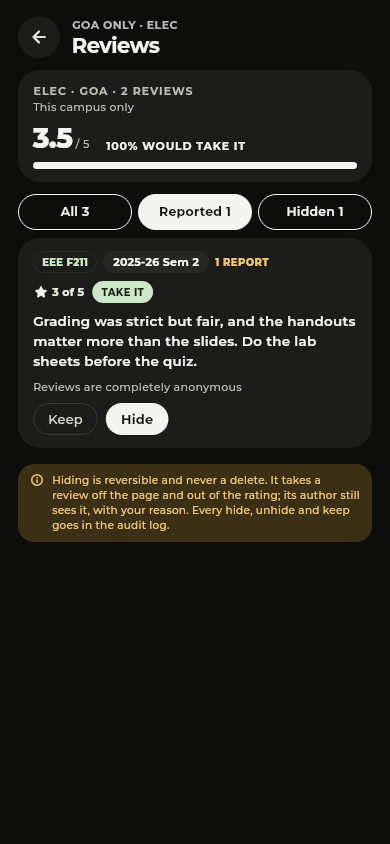 GOA ONLY · ELEC
Reviews
ELEC · GOA · 2 REVIEWS
This campus only
3.5 / 5 100% WOULD TAKE IT
All 3 Reported 1 Hidden 1
EEE F211 2025-26 Sem 2 1 REPORT
3 of 5 TAKE IT
Grading was strict but fair, and the handouts
matter more than the slides. Do the lab
sheets before the quiz.
Reviews are completely anonymous
Keep Hide
Hiding is reversible and never a delete. It takes a
review off the page and out of the rating; its author still
sees it, with your reason. Every hide, unhide and keep
goes in the audit log.